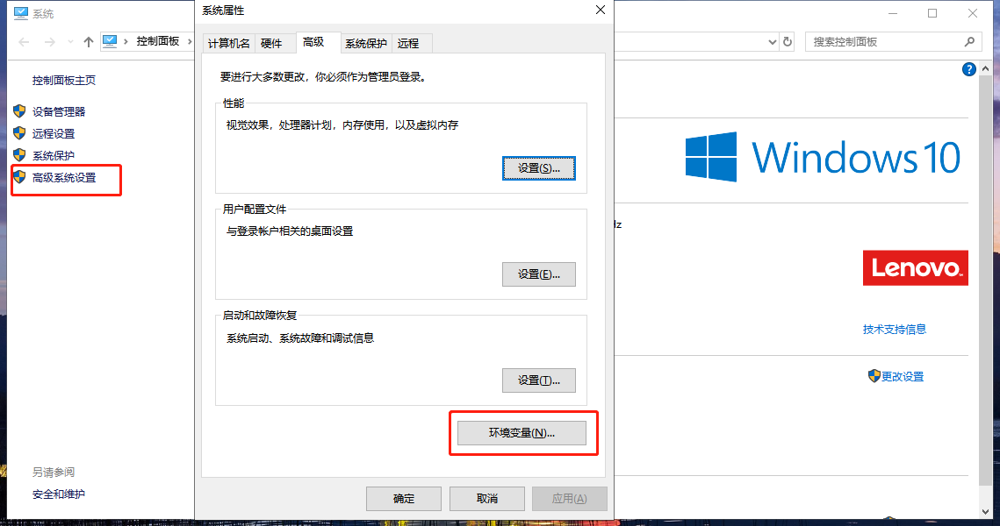 系统
系统属性
控制面板
搜索控制面板
计算机名 硬件 高级 系统保护 远程
控制面板主页
设备管理器
远程设置
系统保护
高级系统设置
要进行大多数更改，你必须作为管理员登录。
性能
视觉效果，处理器计划，内存使用，以及虚拟内存
设置(S)...
用户配置文件
与登录帐户相关的桌面设置
设置(E)...
启动和故障恢复
系统启动、系统故障和调试信息
设置(T)...
环境变量(N)...
确定 取消 应用(A)
另请参阅
安全和维护
?
Windows 10
Hz
Lenovo
技术支持信息
更改设置